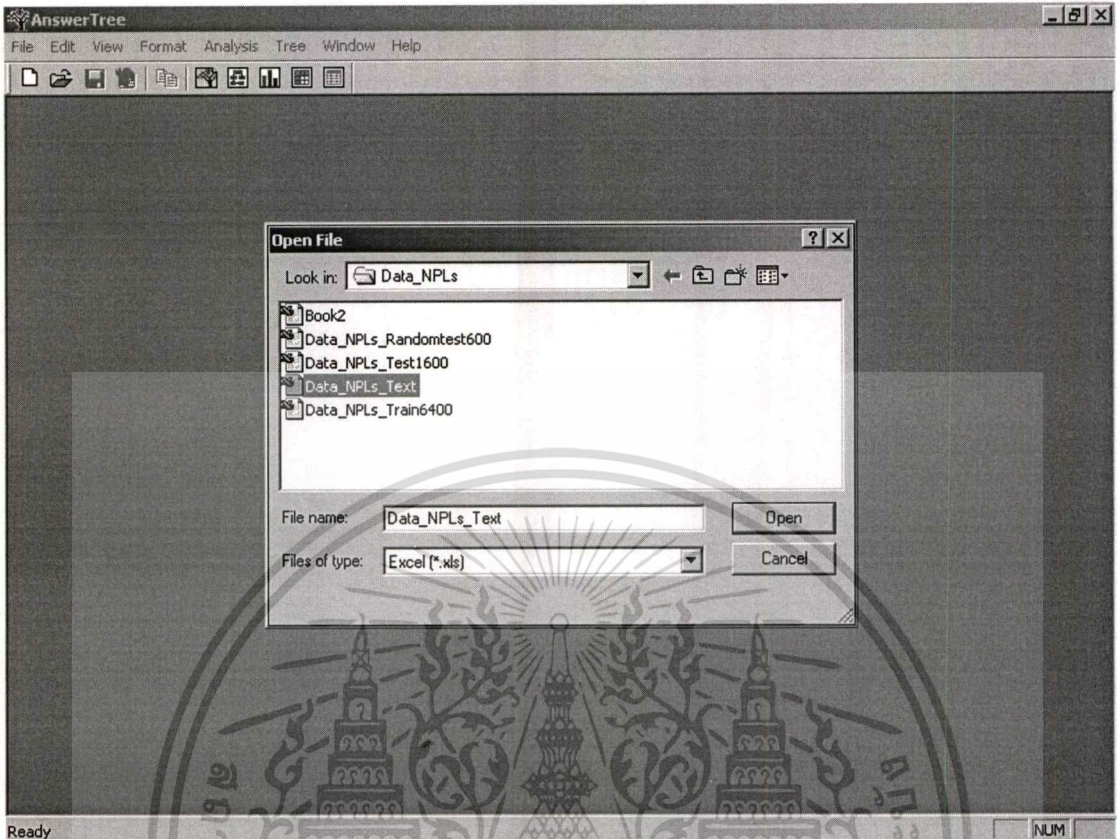 AnswerTree
File Edit View Format Analysis Tree Window Help
Open File
Look in: Data_NPLs
Book2
Data_NPLs_Randomtest600
Data_NPLs_Test1600
Data_NPLs_Text
Data_NPLs_Train6400
File name: Data_NPLs_Text Open
Files of type: Excel (*.xls) Cancel
Ready NUM